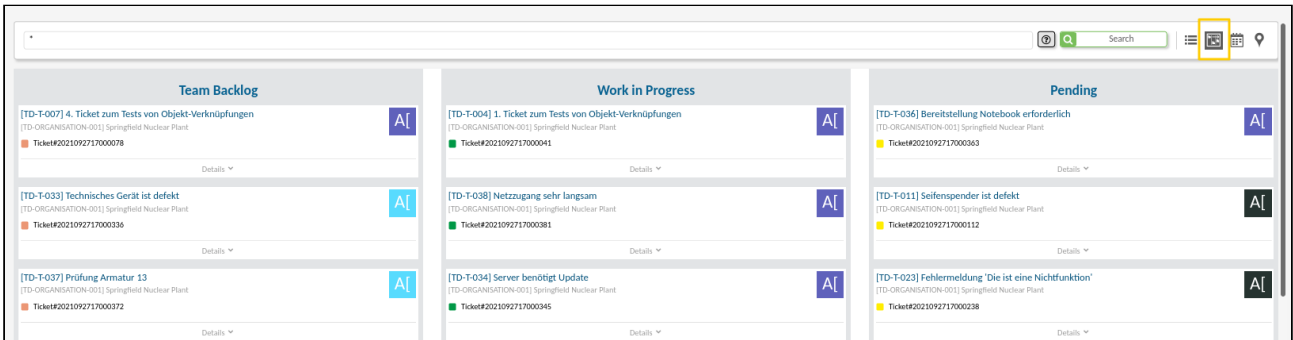 *
Search
Team Backlog
[TD-T-007] 4. Ticket zum Tests von Objekt-Verknüpfungen
[TD-ORGANISATION-001] Springfield Nuclear Plant
A[
Ticket#2021092717000078
Details
[TD-T-033] Technisches Gerät ist defekt
[TD-ORGANISATION-001] Springfield Nuclear Plant
A[
Ticket#2021092717000336
Details
[TD-T-037] Prüfung Armatur 13
[TD-ORGANISATION-001] Springfield Nuclear Plant
A[
Ticket#2021092717000372
Details
Work in Progress
[TD-T-004] 1. Ticket zum Tests von Objekt-Verknüpfungen
[TD-ORGANISATION-001] Springfield Nuclear Plant
A[
Ticket#2021092717000041
Details
[TD-T-038] Netzzugang sehr langsam
[TD-ORGANISATION-001] Springfield Nuclear Plant
A[
Ticket#2021092717000381
Details
[TD-T-034] Server benötigt Update
[TD-ORGANISATION-001] Springfield Nuclear Plant
A[
Ticket#2021092717000345
Details
Pending
[TD-T-036] Bereitstellung Notebook erforderlich
[TD-ORGANISATION-001] Springfield Nuclear Plant
A[
Ticket#2021092717000363
Details
[TD-T-011] Seifenspender ist defekt
[TD-ORGANISATION-001] Springfield Nuclear Plant
A[
Ticket#2021092717000112
Details
[TD-T-023] Fehlermeldung 'Die ist eine Nichtfunktion'
[TD-ORGANISATION-001] Springfield Nuclear Plant
A[
Ticket#2021092717000238
Details